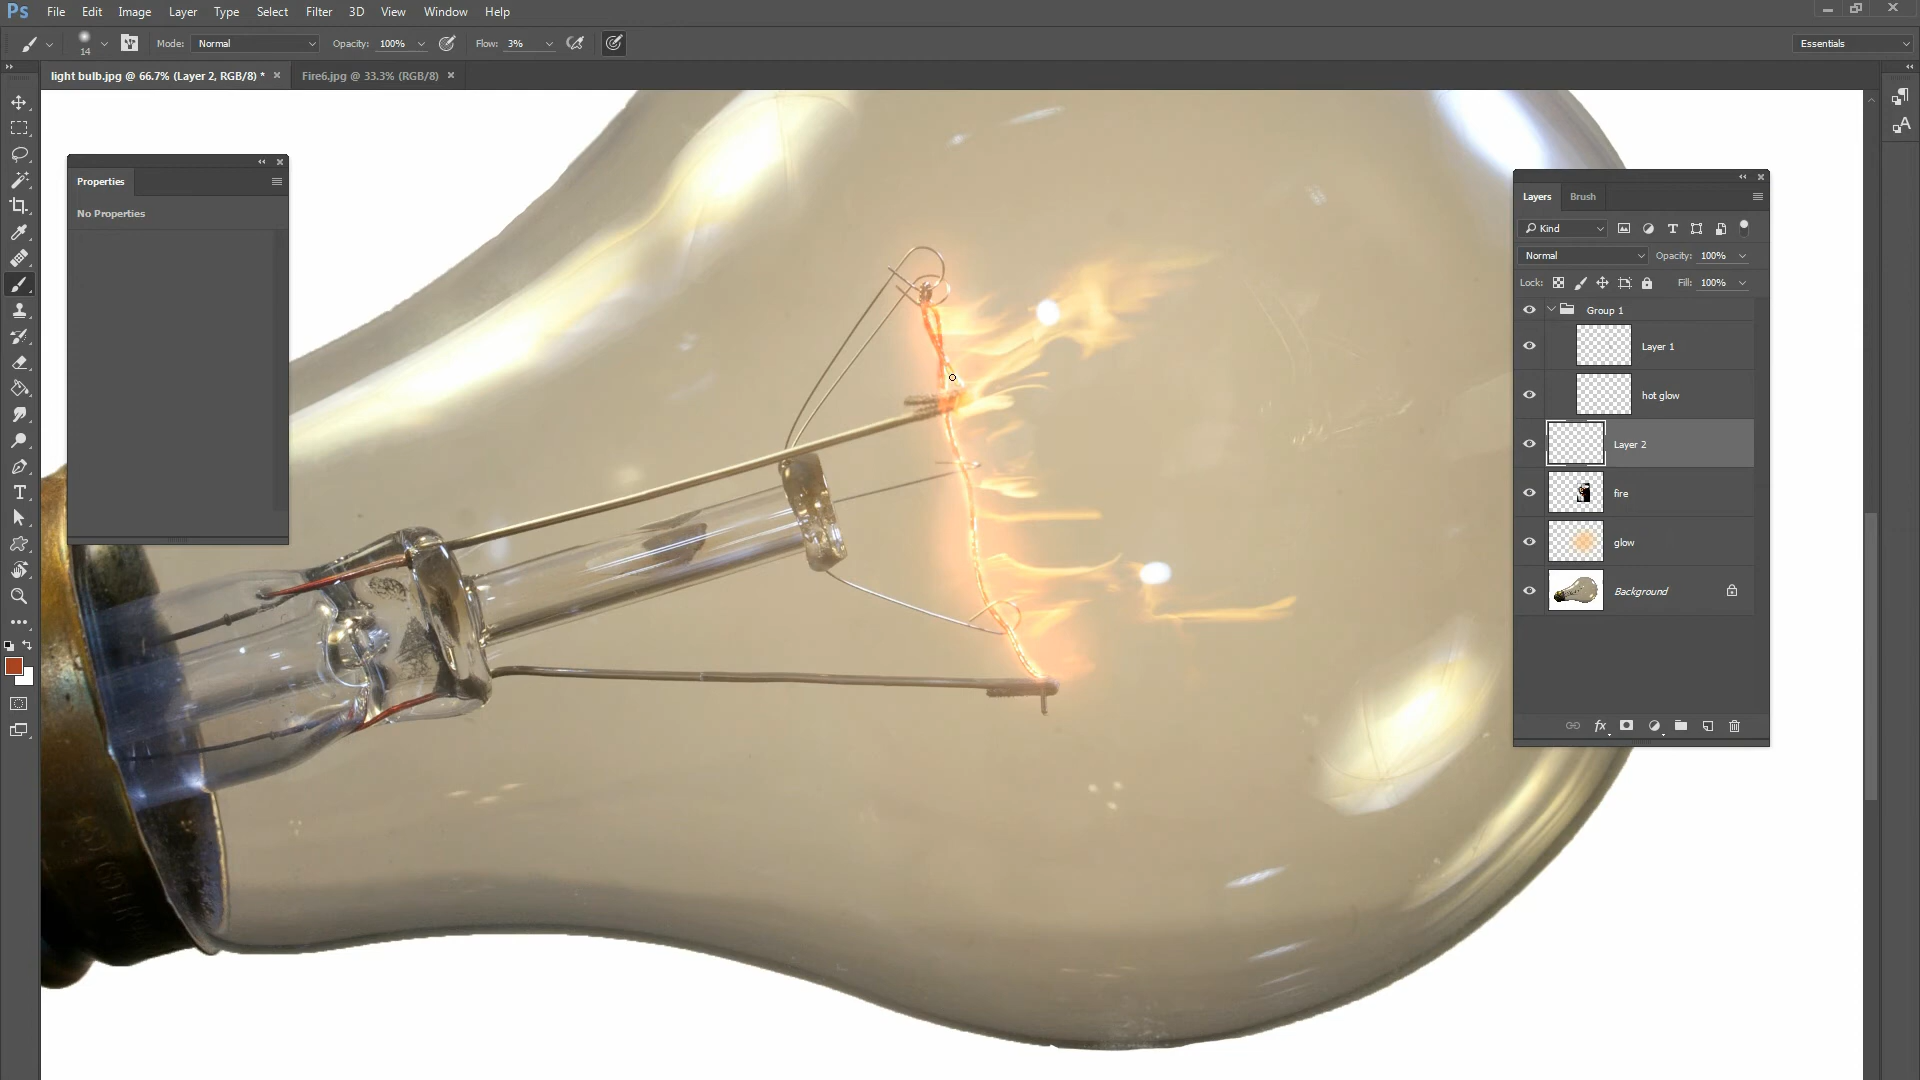 Ps File Edit Image Layer Type Select Filter 3D View Window Help
14 Mode: Normal Opacity: 100% Flow: 3% Essentials
light bulb.jpg @ 66.7% (Layer 2, RGB/8) * Fire6.jpg @ 33.3% (RGB/8)
Properties
No Properties
Layers Brush
Kind
Normal Opacity: 100%
Lock: Fill: 100%
Group 1
Layer 1
hot glow
Layer 2
fire
glow
Background
fx